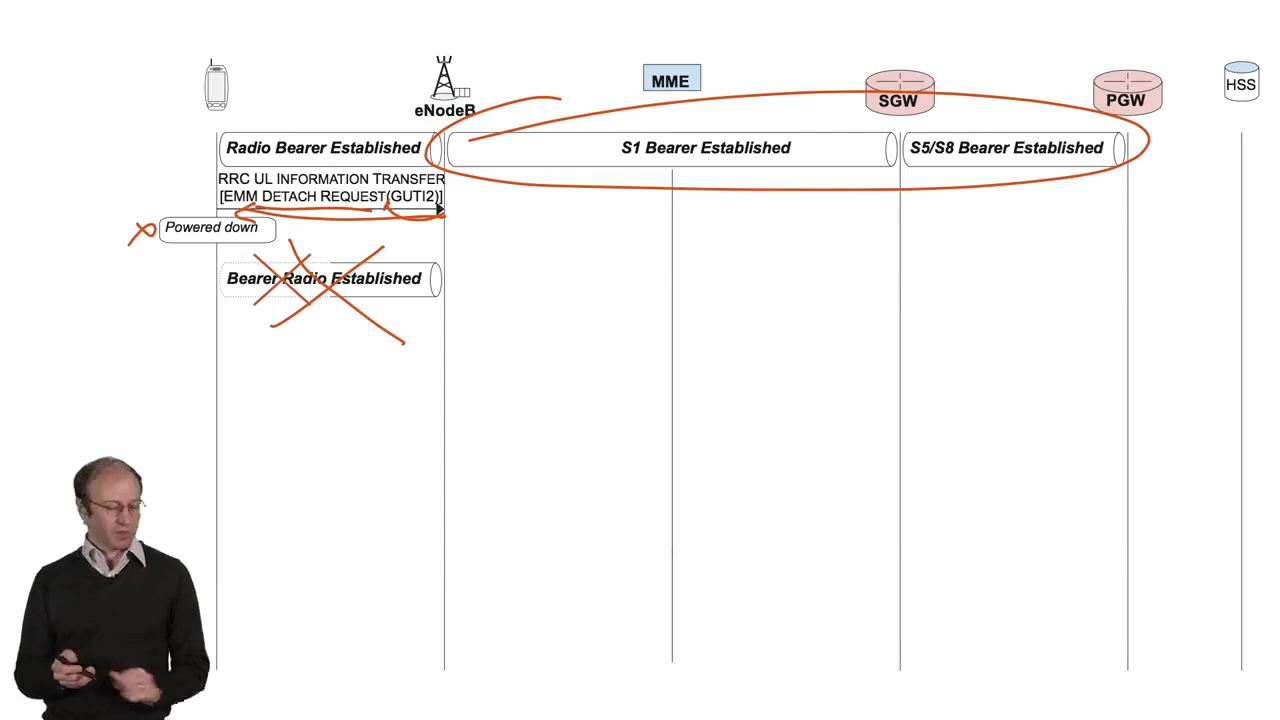 MME
SGW
PGW
HSS
eNodeB
Radio Bearer Established
S1 Bearer Established
S5/S8 Bearer Established
RRC UL INFORMATION TRANSFER
[EMM DETACH REQUEST(GUTI2)]
Powered down
Bearer Radio Established